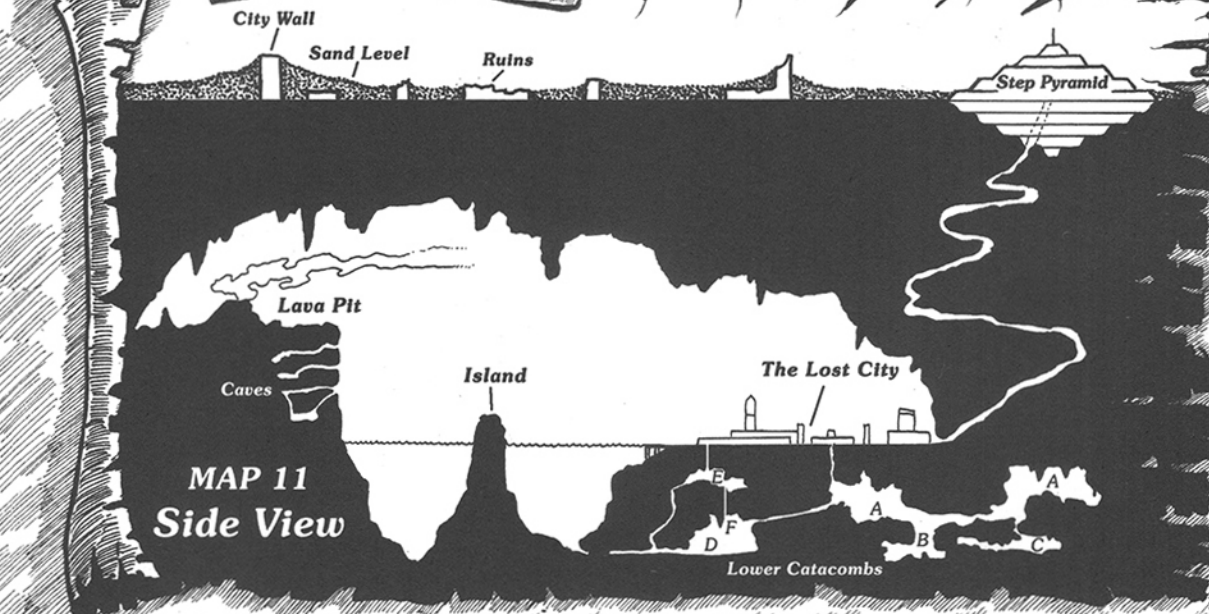 City Wall
Sand Level
Ruins
Step Pyramid
Lava Pit
Caves
Island
The Lost City
MAP 11
Side View
E
A
A
F
D
B
C
Lower Catacombs